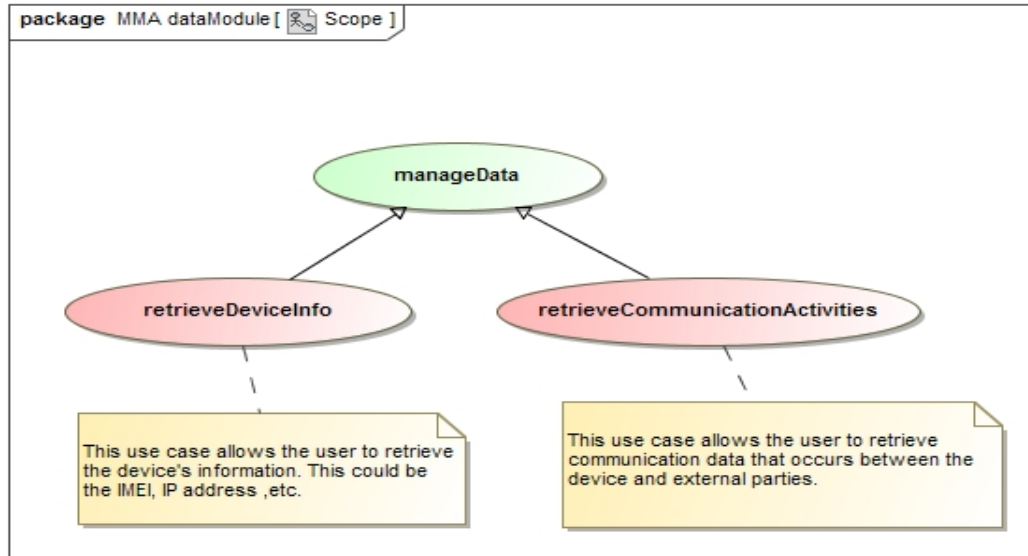 package MMA dataModule [ Scope ]
manageData
retrieveDeviceInfo
retrieveCommunicationActivities
This use case allows the user to retrieve
the device's information. This could be
the IMEI, IP address ,etc.
This use case allows the user to retrieve
communication data that occurs between the
device and external parties.